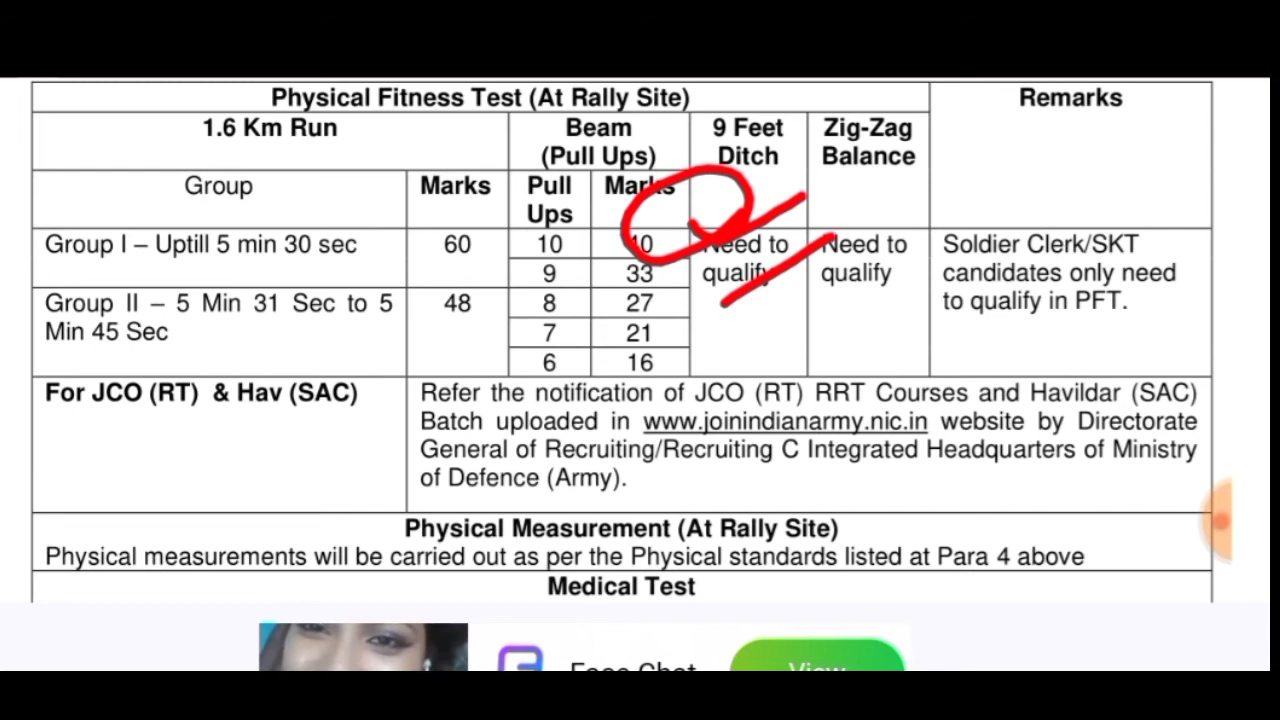 Physical Fitness Test (At Rally Site)
Remarks
1.6 Km Run
Beam
(Pull Ups)
9 Feet
Ditch
Zig-Zag
Balance
Group
Marks
Pull
Ups
Marks
Group I – Uptill 5 min 30 sec
60
10
40
Need to
qualify
Need to
qualify
Soldier Clerk/SKT
candidates only need
to qualify in PFT.
9
33
Group II – 5 Min 31 Sec to 5
Min 45 Sec
48
8
27
7
21
6
16
For JCO (RT) & Hav (SAC)
Refer the notification of JCO (RT) RRT Courses and Havildar (SAC)
Batch uploaded in www.joinindianarmy.nic.in website by Directorate
General of Recruiting/Recruiting C Integrated Headquarters of Ministry
of Defence (Army).
Physical Measurement (At Rally Site)
Physical measurements will be carried out as per the Physical standards listed at Para 4 above
Medical Test
Face Chat
View